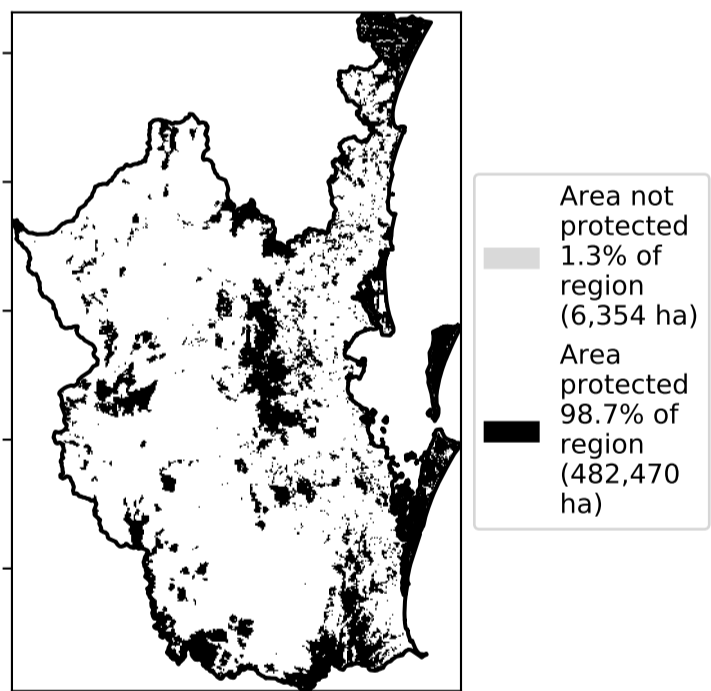 Area not
protected
1.3% of
region
(6,354 ha)
Area
protected
98.7% of
region
(482,470
ha)